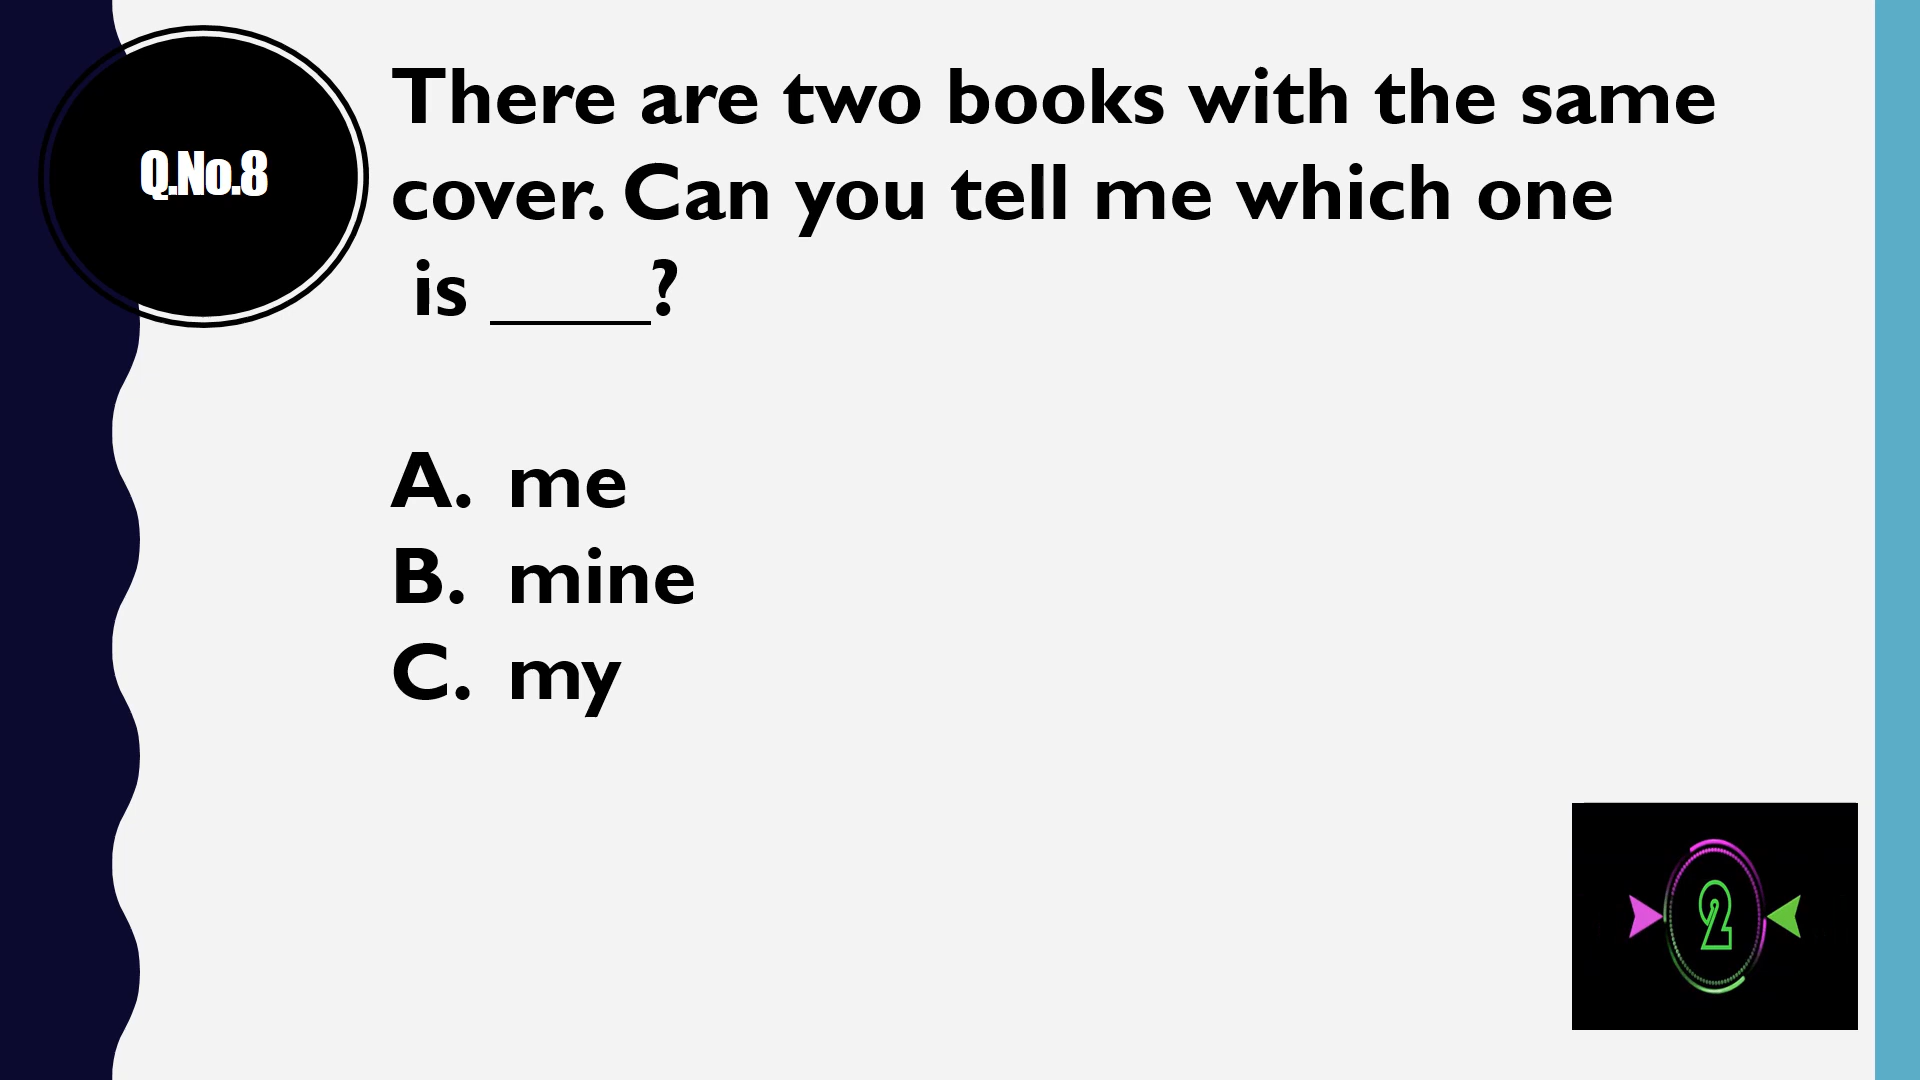 Q.No.8
There are two books with the same
cover. Can you tell me which one
is _____?
A. me
B. mine
C. my
2